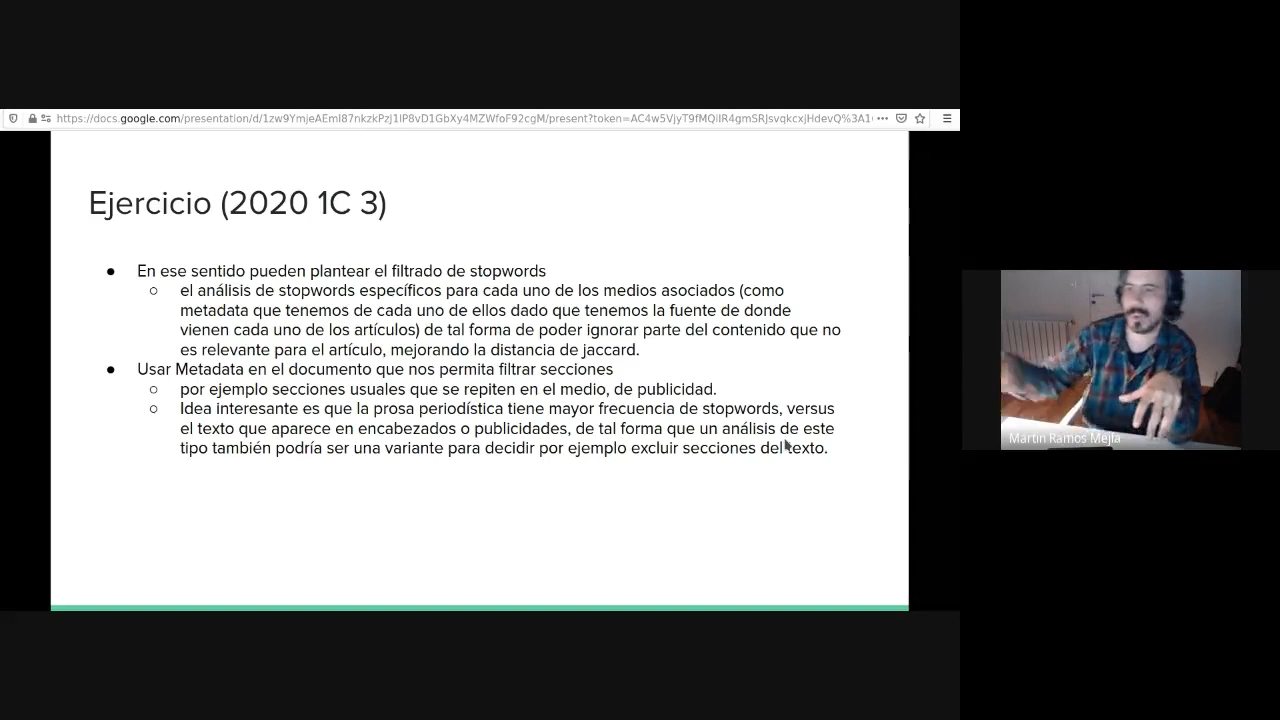 https://docs.google.com/presentation/d/1zw9YmjeAEmI87nkzkPzJ1lP8vD1GbXy4MZWfoF92cgM/present?token=AC4w5VjyT9fMQiIR4gmSRJsvqkcxjHdevQ%3A1
Ejercicio (2020 1C 3)
● En ese sentido pueden plantear el filtrado de stopwords
○ el análisis de stopwords específicos para cada uno de los medios asociados (como
metadata que tenemos de cada uno de ellos dado que tenemos la fuente de donde
vienen cada uno de los artículos) de tal forma de poder ignorar parte del contenido que no
es relevante para el artículo, mejorando la distancia de jaccard.
● Usar Metadata en el documento que nos permita filtrar secciones
○ por ejemplo secciones usuales que se repiten en el medio, de publicidad.
○ Idea interesante es que la prosa periodística tiene mayor frecuencia de stopwords, versus
el texto que aparece en encabezados o publicidades, de tal forma que un análisis de este
tipo también podría ser una variante para decidir por ejemplo excluir secciones del texto.
Martin Ramos Mejia